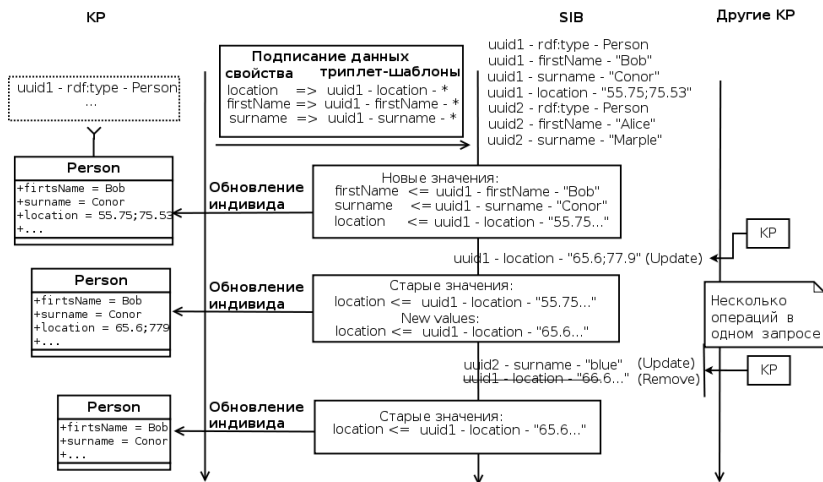 KP
SIB
Другие KP
Подписание данных
свойства триплет-шаблоны
location => uuid1 - location - *
firstName => uuid1 - firstName - *
surname => uuid1 - surname - *
uuid1 - rdf:type - Person
uuid1 - firstName - "Bob"
uuid1 - surname - "Conor"
uuid1 - location - "55.75;75.53"
uuid2 - rdf:type - Person
uuid2 - firstName - "Alice"
uuid2 - surname - "Marple"
uuid1 - rdf:type - Person
...
Person
+firtsName = Bob
+surname = Conor
+location = 55.75;75.53
+...
Обновление
индивида
Новые значения:
firstName <= uuid1 - firstName - "Bob"
surname <= uuid1 - surname - "Conor"
location <= uuid1 - location - "55.75..."
KP
uuid1 - location - "65.6;77.9" (Update)
Person
+firtsName = Bob
+surname = Conor
+location = 65.6;779
+...
Обновление
индивида
Старые значения:
location <= uuid1 - location - "55.75..."
New values:
location <= uuid1 - location - "65.6..."
Несколько
операций в
одном запросе
uuid2 - surname - "blue" (Update)
uuid1 - location - "66.6..." (Remove)
KP
Person
+firtsName = Bob
+surname = Conor
+...
Обновление
индивида
Старые значения:
location <= uuid1 - location - "65.6..."